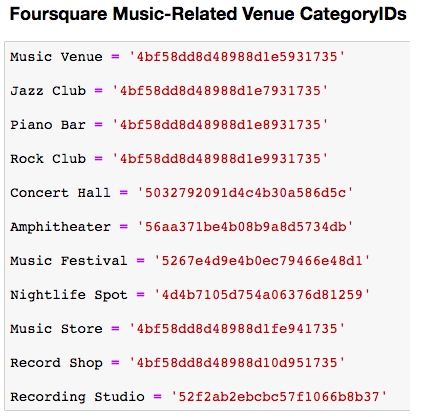 Foursquare Music-Related Venue CategoryIDs
Music Venue = '4bf58dd8d48988d1e5931735'
Jazz Club = '4bf58dd8d48988d1e7931735'
Piano Bar = '4bf58dd8d48988d1e8931735'
Rock Club = '4bf58dd8d48988d1e9931735'
Concert Hall = '5032792091d4c4b30a586d5c'
Amphitheater = '56aa371be4b08b9a8d5734db'
Music Festival = '5267e4d9e4b0ec79466e48d1'
Nightlife Spot = '4d4b7105d754a06376d81259'
Music Store = '4bf58dd8d48988d1fe941735'
Record Shop = '4bf58dd8d48988d10d951735'
Recording Studio = '52f2ab2ebcbc57f1066b8b37'